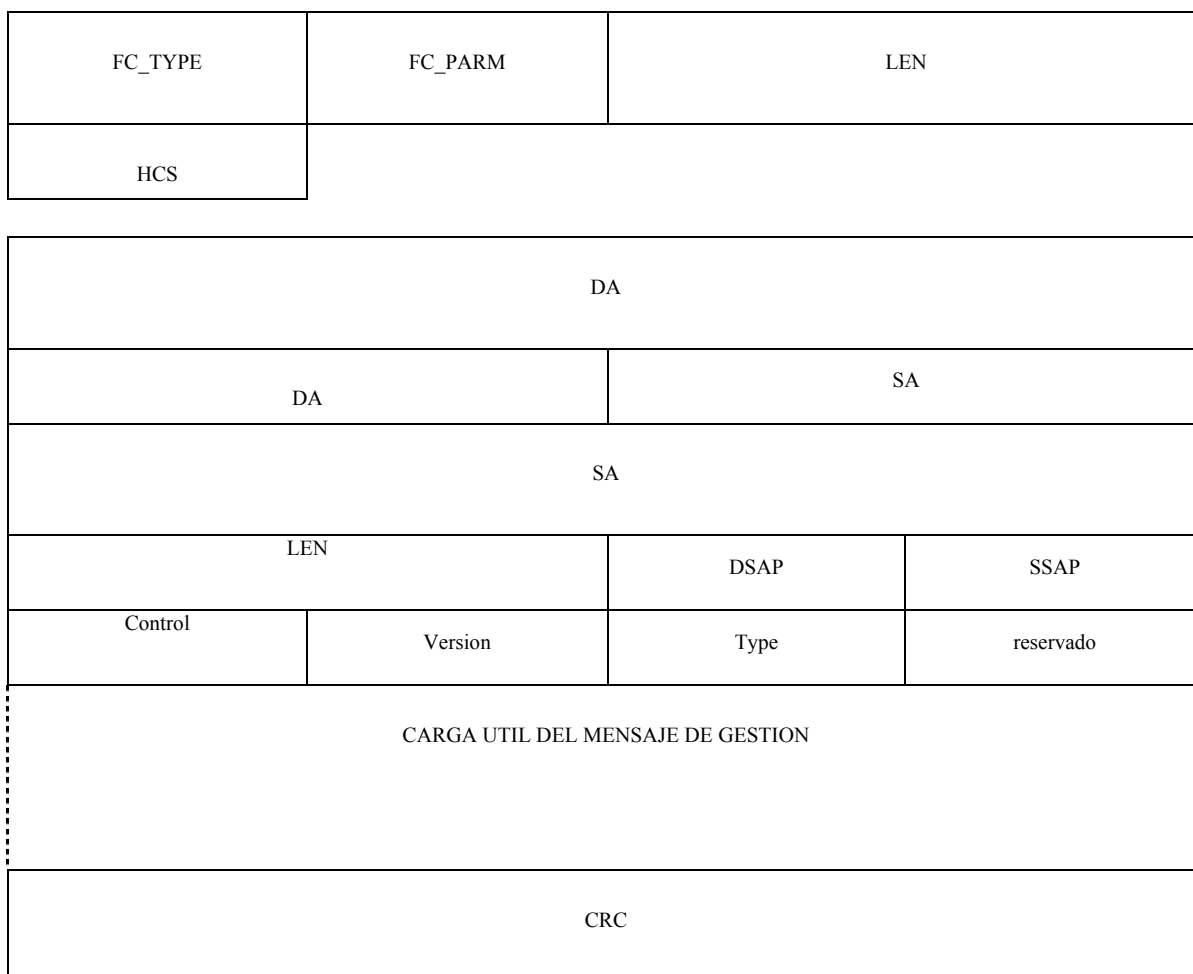 FC_TYPE
FC_PARM
LEN
HCS
DA
DA
SA
SA
LEN
DSAP
SSAP
Control
Version
Type
reservado
CARGA UTIL DEL MENSAJE DE GESTION
CRC